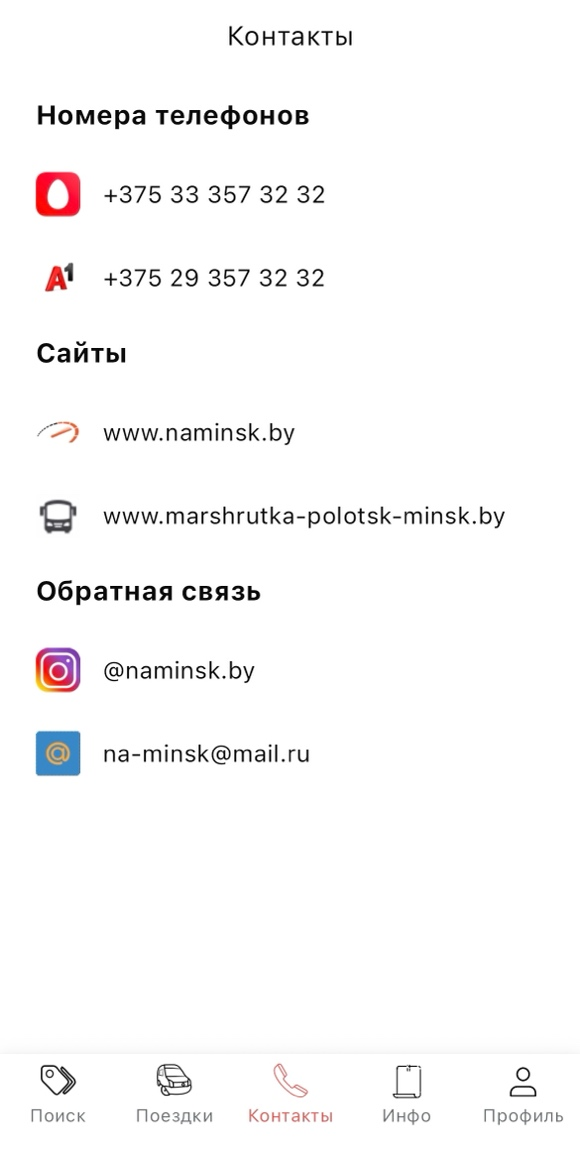 Контакты
Номера телефонов
+375 33 357 32 32
A1 +375 29 357 32 32
Сайты
www.naminsk.by
www.marshrutka-polotsk-minsk.by
Обратная связь
@naminsk.by
@ na-minsk@mail.ru
Поиск Поездки Контакты Инфо Профиль